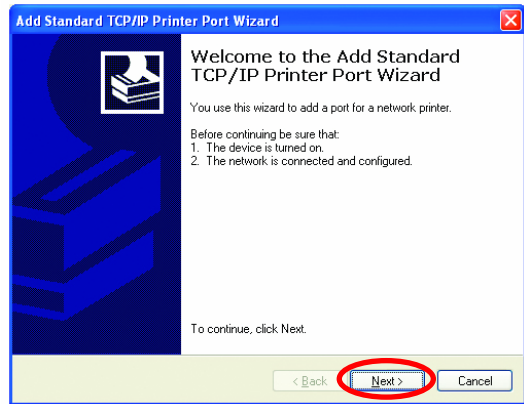 Add Standard TCP/IP Printer Port Wizard
Welcome to the Add Standard
TCP/IP Printer Port Wizard
You use this wizard to add a port for a network printer.
Before continuing be sure that:
1. The device is turned on.
2. The network is connected and configured.
To continue, click Next.
< Back
Next >
Cancel